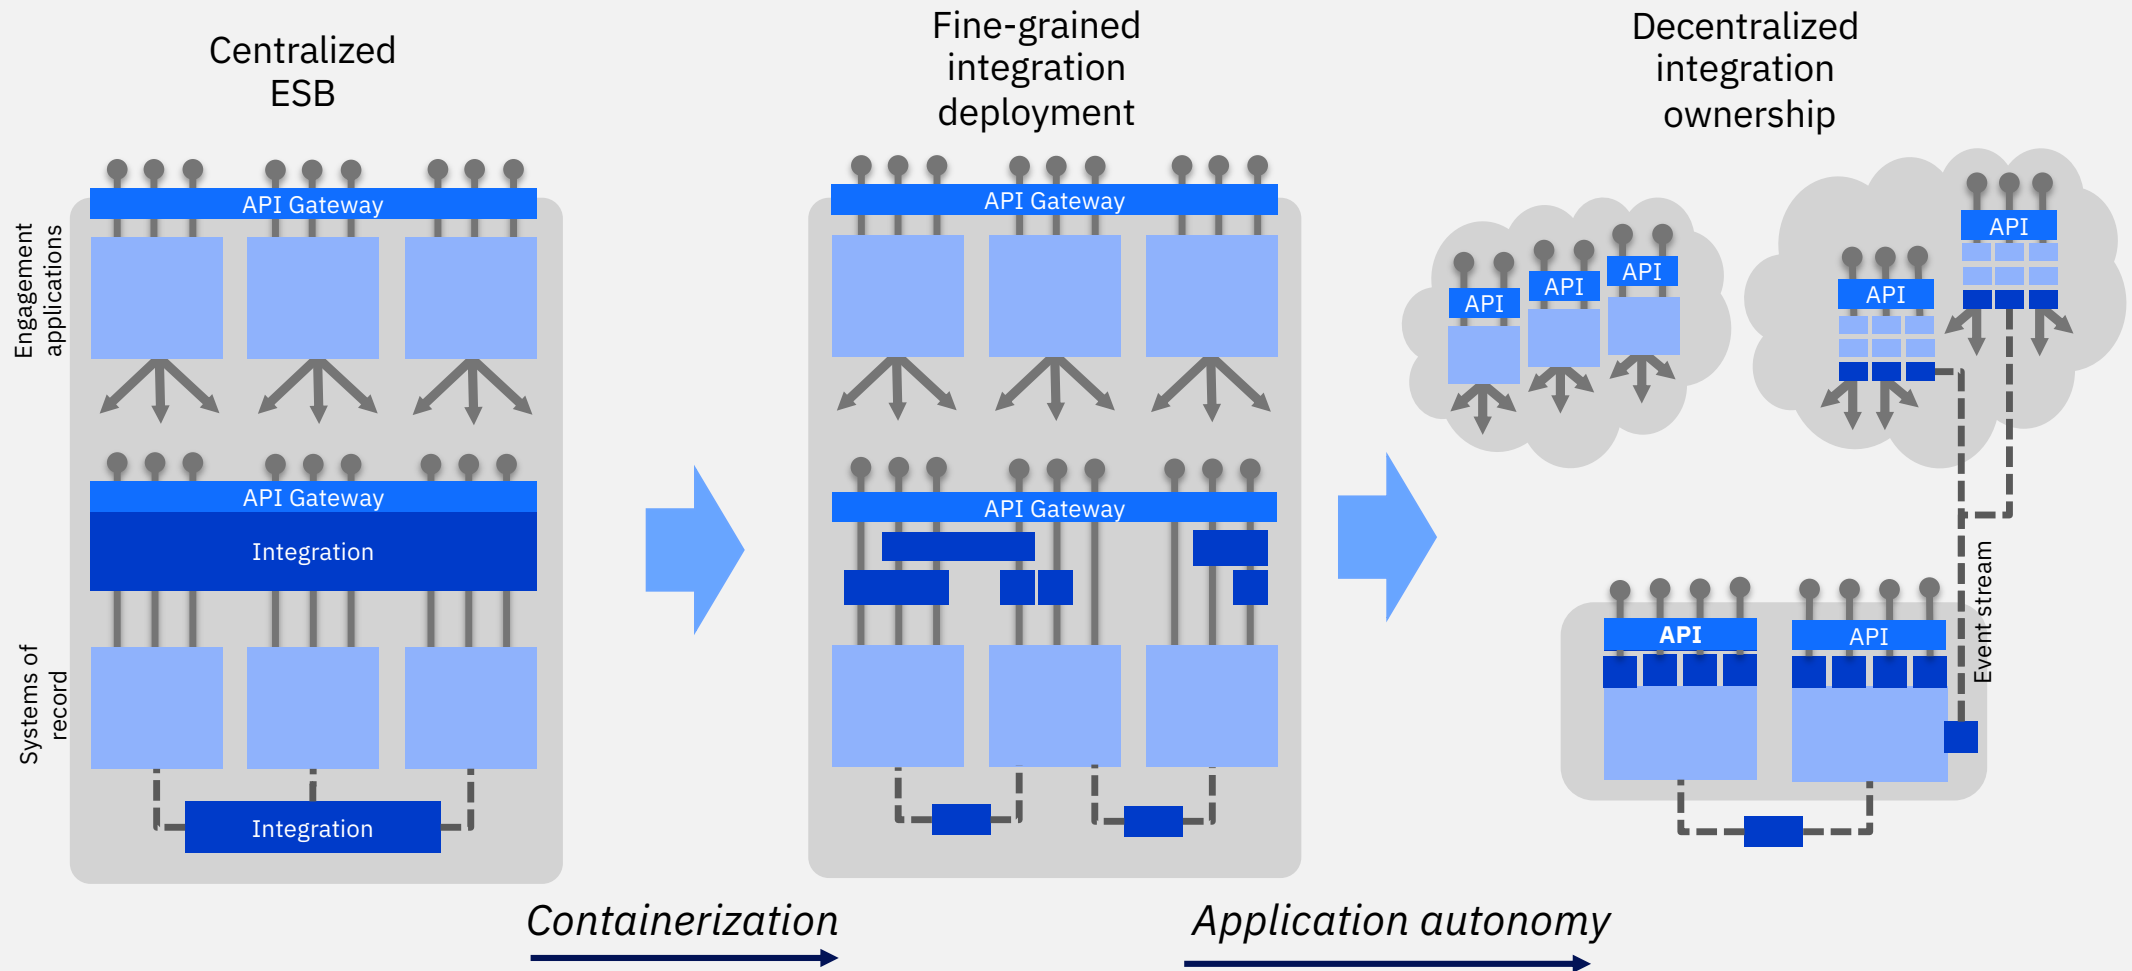 Centralized
ESB
Fine-grained
integration
deployment
Decentralized
integration
ownership
Engagement
applications
API Gateway
API Gateway
Integration
Systems of
record
Integration
API Gateway
API Gateway
API
API
API
API
API
Event stream
API
API
Containerization
Application autonomy